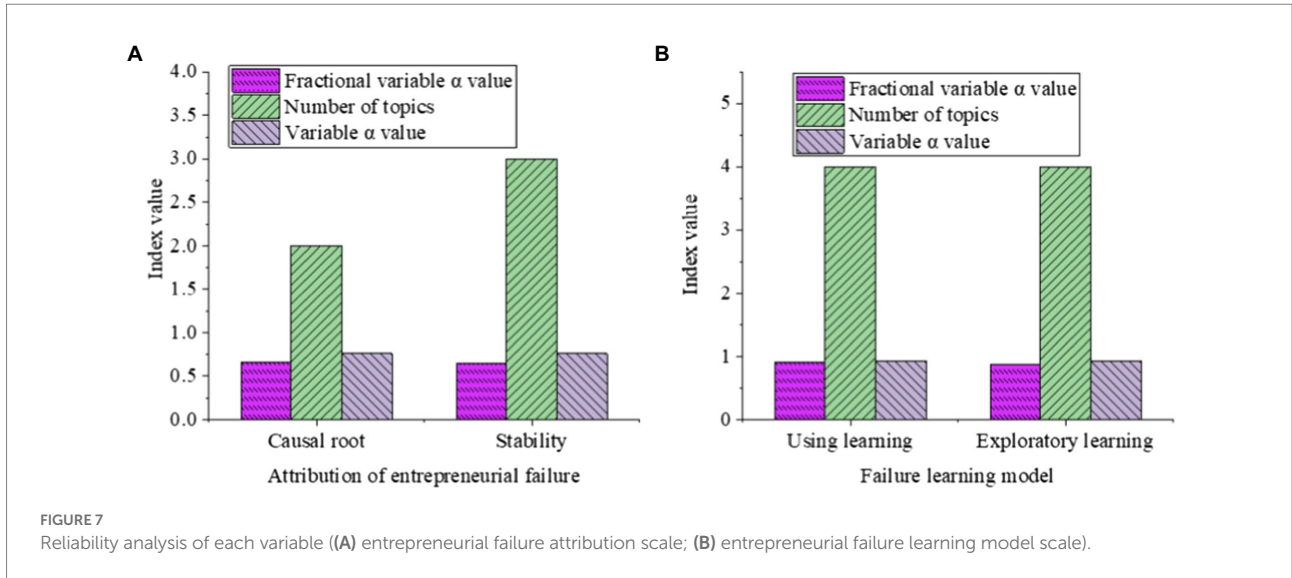 A
4.0
3.5
3.0
2.5
2.0
1.5
1.0
0.5
0.0
Index value
Fractional variable α value
Number of topics
Variable α value
Causal root
Stability
Attribution of entrepreneurial failure
B
5
4
3
2
1
0
Index value
Fractional variable α value
Number of topics
Variable α value
Using learning
Exploratory learning
Failure learning model
FIGURE 7
Reliability analysis of each variable ((A) entrepreneurial failure attribution scale; (B) entrepreneurial failure learning model scale).